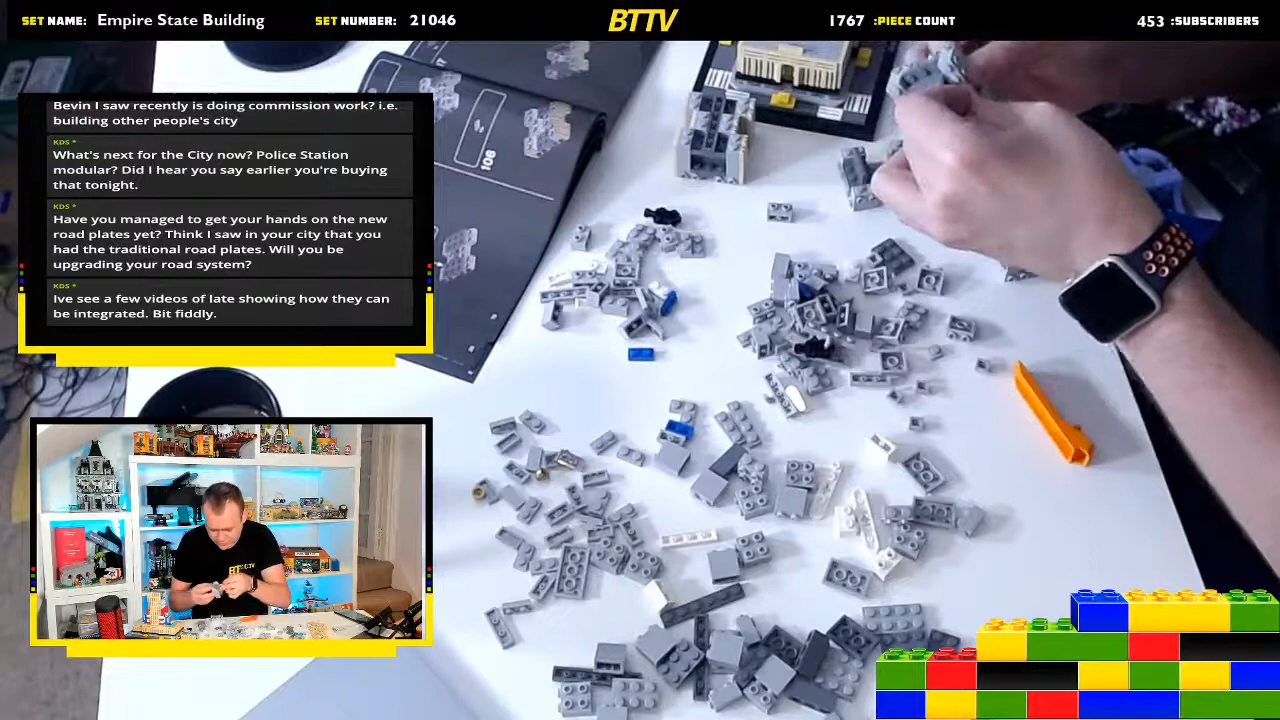 SET NAME: Empire State Building SET NUMBER: 21046 BTTV 1767 :PIECE COUNT 453 :SUBSCRIBERS
Bevin I saw recently is doing commission work? i.e.
building other people's city
KDS *
What's next for the City now? Police Station
modular? Did I hear you say earlier you're buying
that tonight.
KDS *
Have you managed to get your hands on the new
road plates yet? Think I saw in your city that you
had the traditional road plates. Will you be
upgrading your road system?
KDS *
Ive see a few videos of late showing how they can
be integrated. Bit fiddly.
108